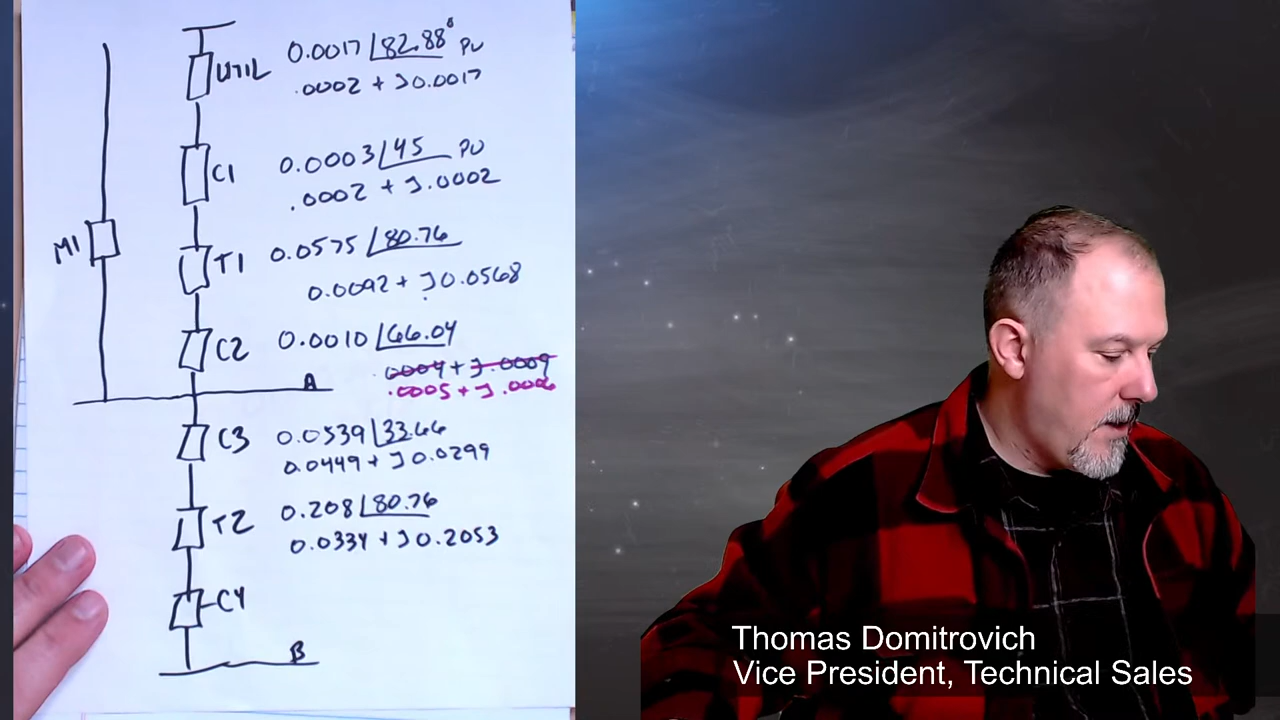 UTIL
0.0017 ∠82.88° PU
.0002 + J0.0017
C1
0.0003 ∠45 PU
.0002 + J.0002
M1
T1
0.0575 ∠80.76
0.0092 + J0.0568
C2
0.0010 ∠66.04
.0004 + J.0009
.0005 + J.0006
A
C3
0.0539 ∠33.66
0.0449 + J0.0299
T2
0.208 ∠80.76
0.0334 + J0.2053
C4
B
Thomas Domitrovich
Vice President, Technical Sales